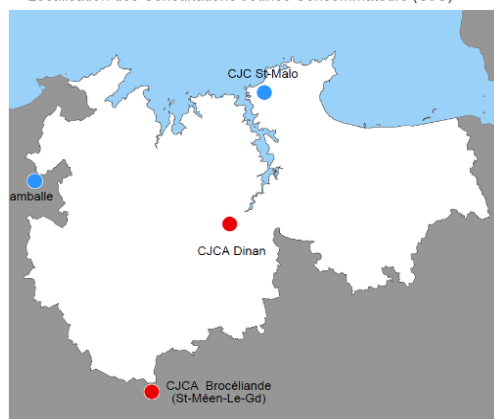 CJC St-Malo
amballe
CJCA Dinan
CJCA Brocéliande
(St-Méen-Le-Gd)